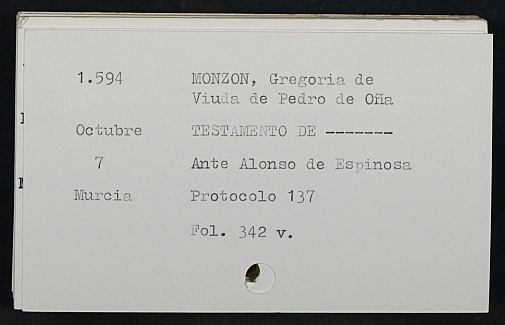 1.594 MONZON, Gregoria de
Viuda de Pedro de Oña
Octubre TESTAMENTO DE -------
7 Ante Alonso de Espinosa
Murcia Protocolo 137
Fol. 342 v.